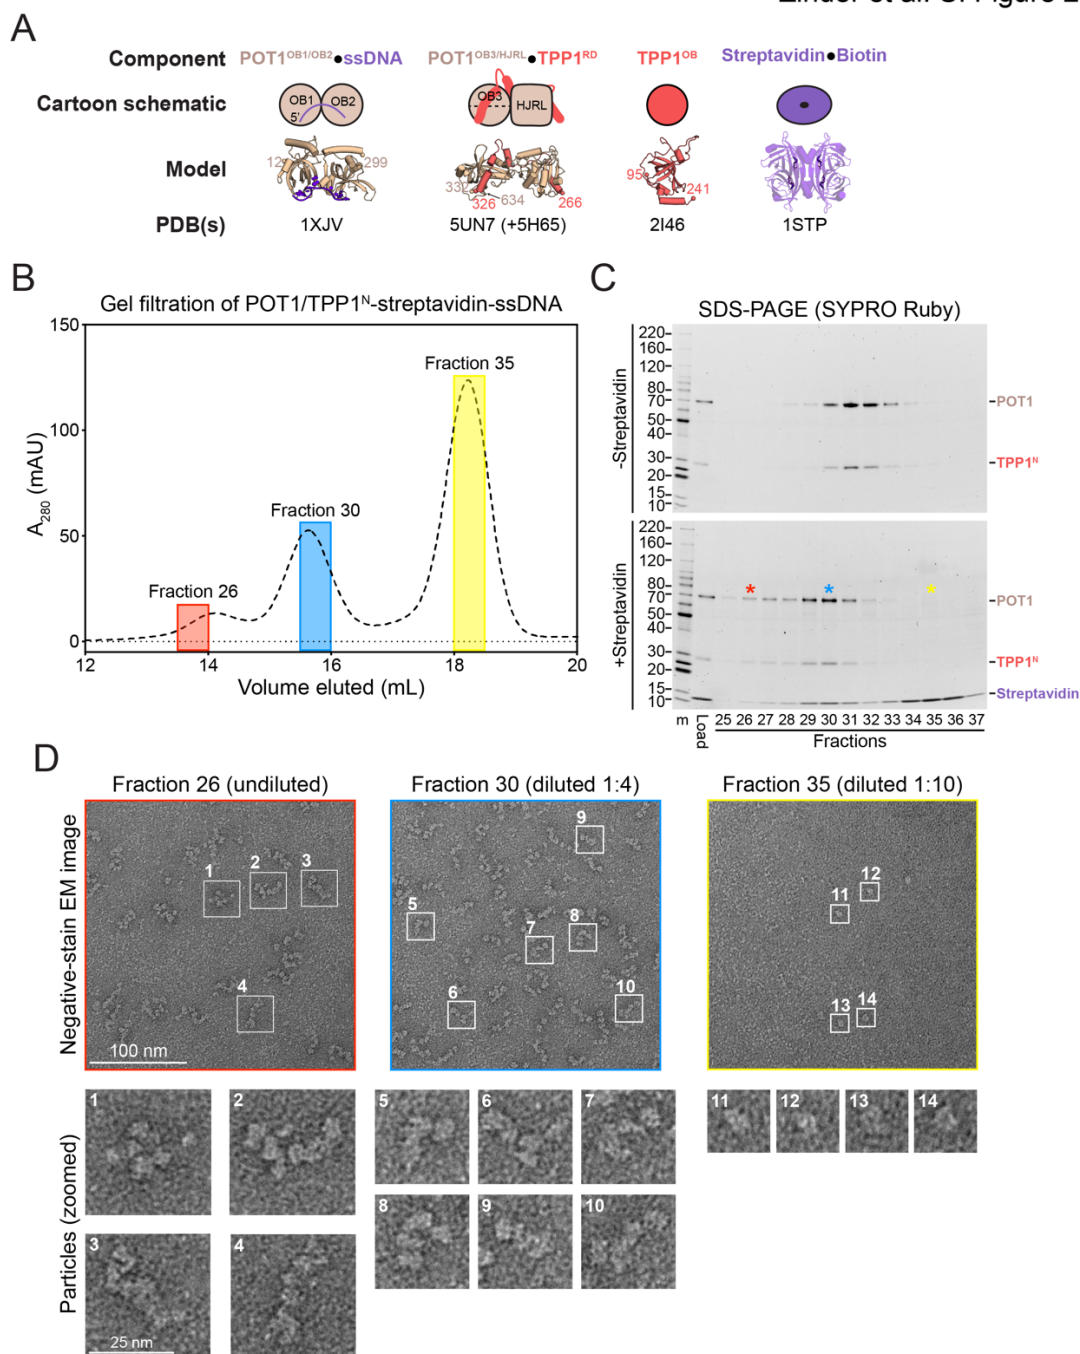 A
Component POT1OB1/OB2●ssDNA POT1OB3/HJRL●TPP1RD TPP1OB Streptavidin●Biotin
Cartoon schematic OB1 OB2 5' OB3 HJRL
Model 12 299 332 326 634 266 95 241
PDB(s) 1XJV 5UN7 (+5H65) 2I46 1STP
B
Gel filtration of POT1/TPP1N-streptavidin-ssDNA
A280 (mAU)
150
100
50
0
Fraction 35
Fraction 30
Fraction 26
12 14 16 18 20
Volume eluted (mL)
C
SDS-PAGE (SYPRO Ruby)
-Streptavidin
220
160
120
80
70
50
40
30
20
15
10
POT1
TPP1N
+Streptavidin
220
160
120
80
70
50
40
30
20
15
10
* * *
POT1
TPP1N
Streptavidin
m Load 25 26 27 28 29 30 31 32 33 34 35 36 37
Fractions
D
Fraction 26 (undiluted) Fraction 30 (diluted 1:4) Fraction 35 (diluted 1:10)
Negative-stain EM image
1 2 3
4
100 nm
9
5
7 8
6 10
12
11
13 14
Particles (zoomed)
1 2 5 6 7 11 12 13 14
8 9 10
3 4
25 nm